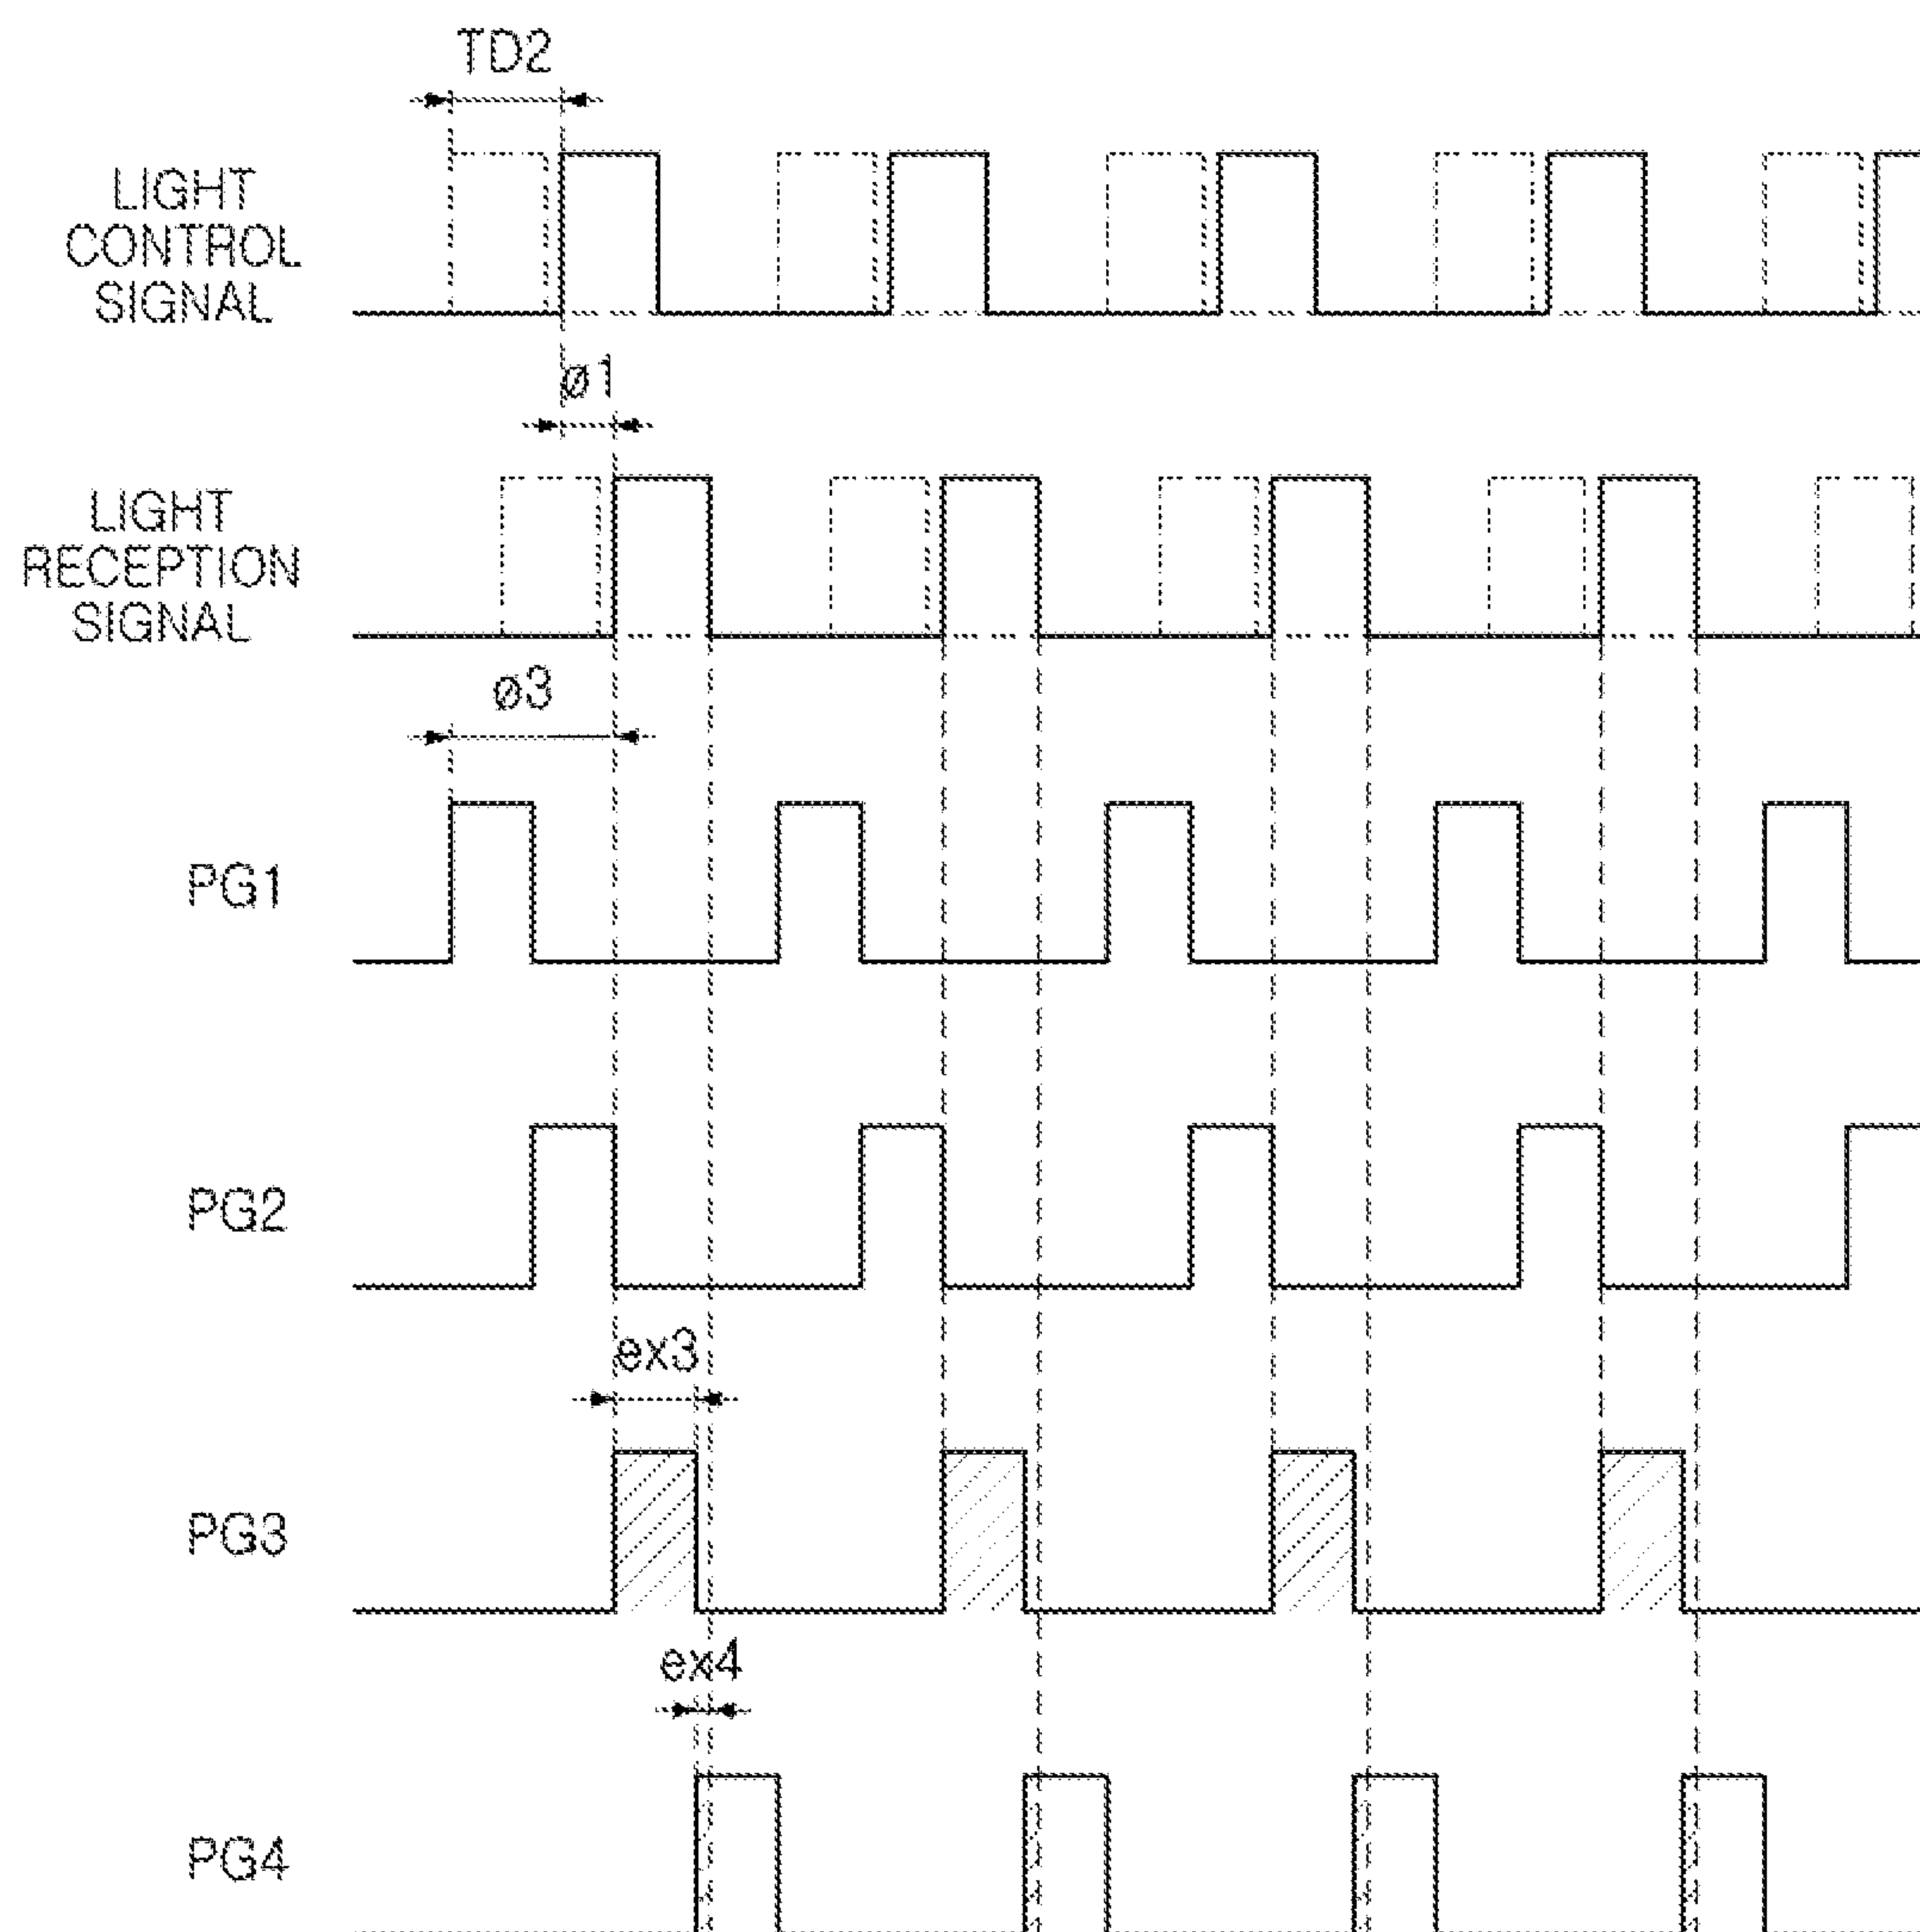 TD2
LIGHT
CONTROL
SIGNAL
ø1
LIGHT
RECEPTION
SIGNAL
ø3
PG1
PG2
ex3
PG3
ex4
PG4